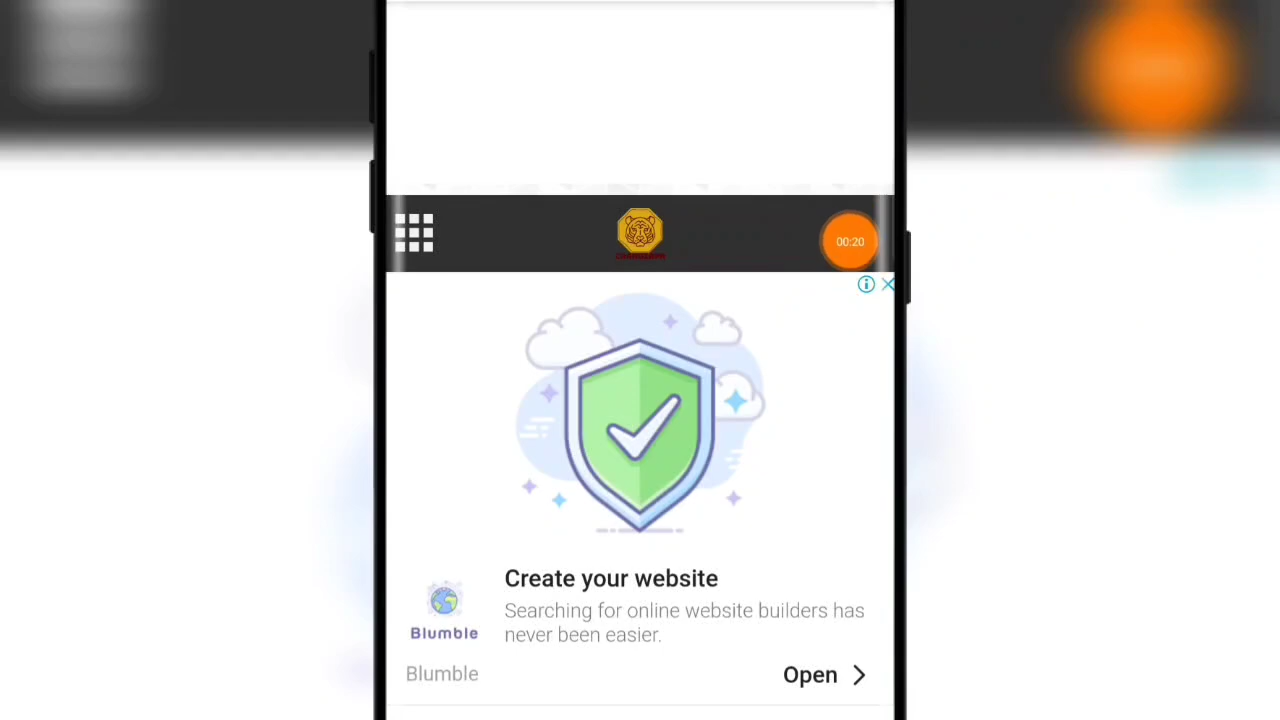 00:20
Create your website
Searching for online website builders has
never been easier.
Blumble
Blumble
Open